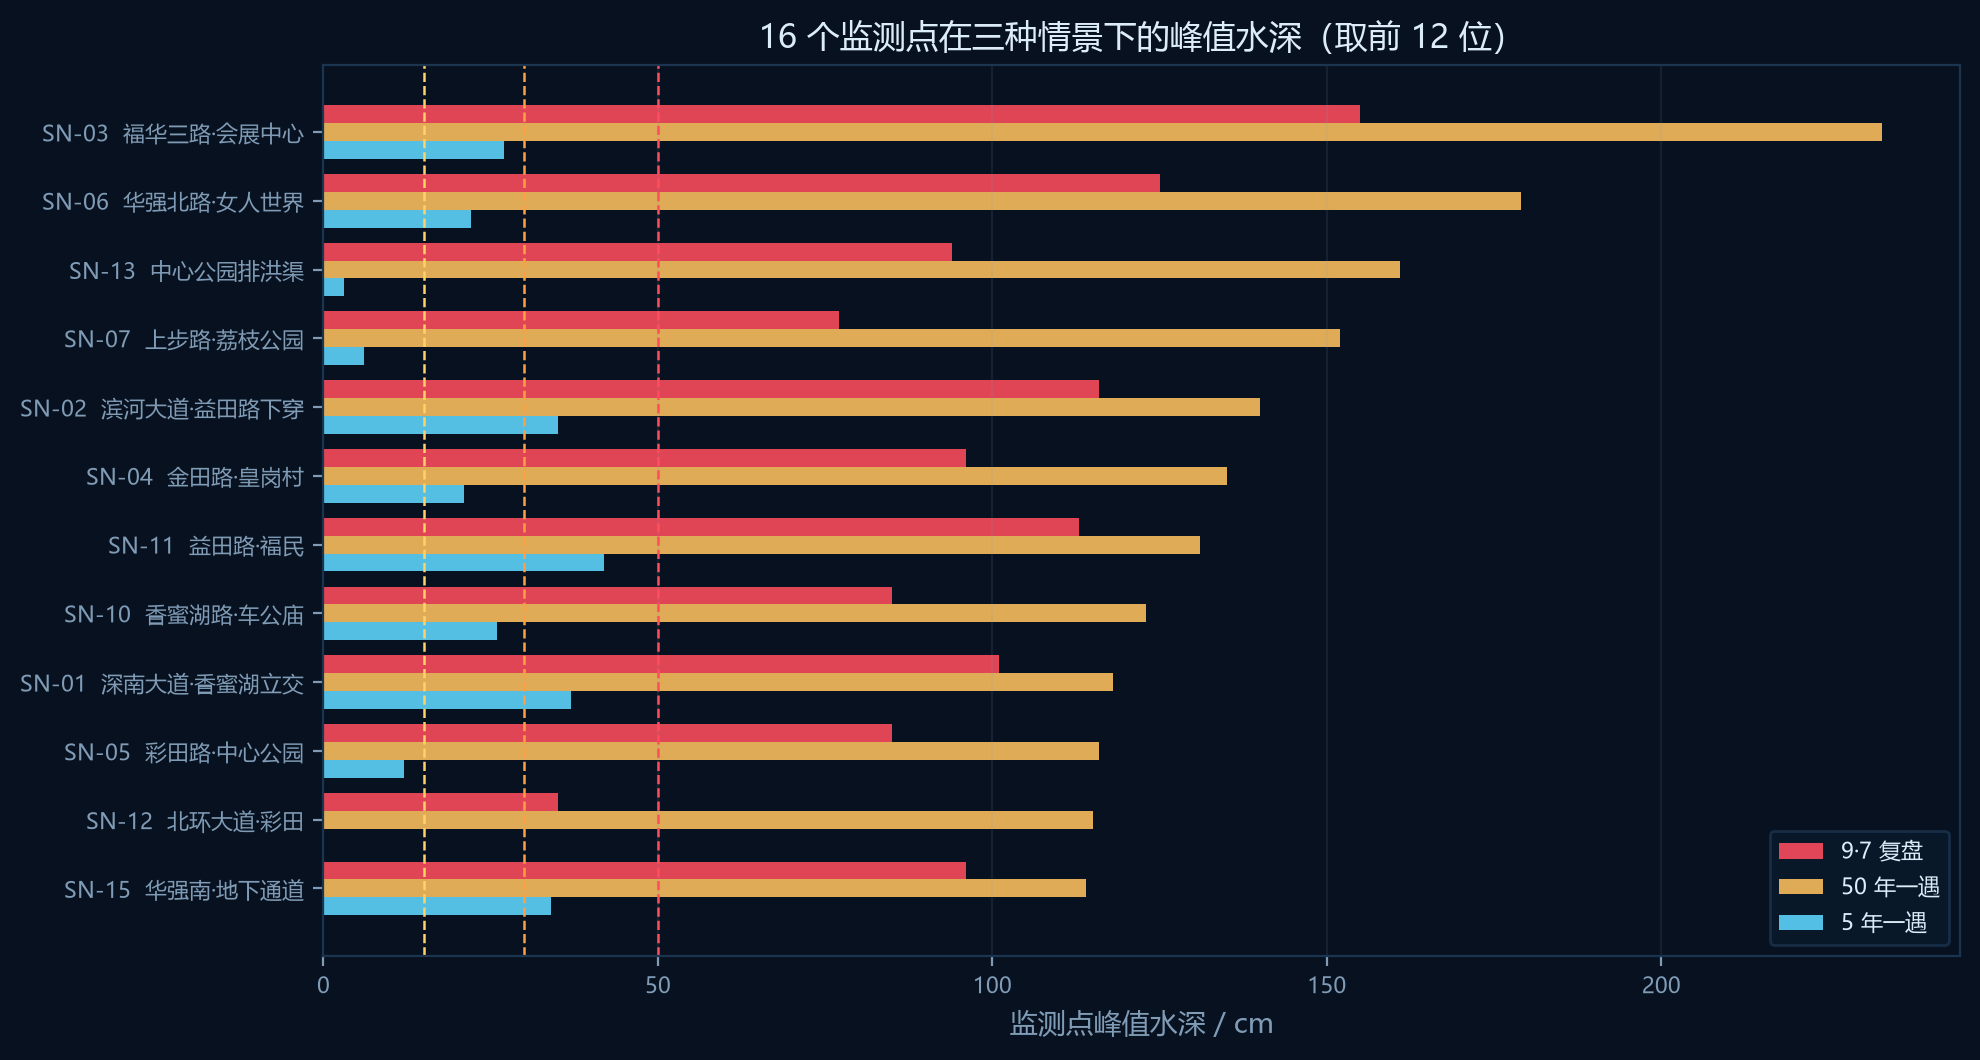 16 个监测点在三种情景下的峰值水深（取前 12 位）
SN-03 福华三路·会展中心
SN-06 华强北路·女人世界
SN-13 中心公园排洪渠
SN-07 上步路·荔枝公园
SN-02 滨河大道·益田路下穿
SN-04 金田路·皇岗村
SN-11 益田路·福民
SN-10 香蜜湖路·车公庙
SN-01 深南大道·香蜜湖立交
SN-05 彩田路·中心公园
SN-12 北环大道·彩田
SN-15 华强南·地下通道
9·7 复盘
50 年一遇
5 年一遇
0 50 100 150 200
监测点峰值水深 / cm